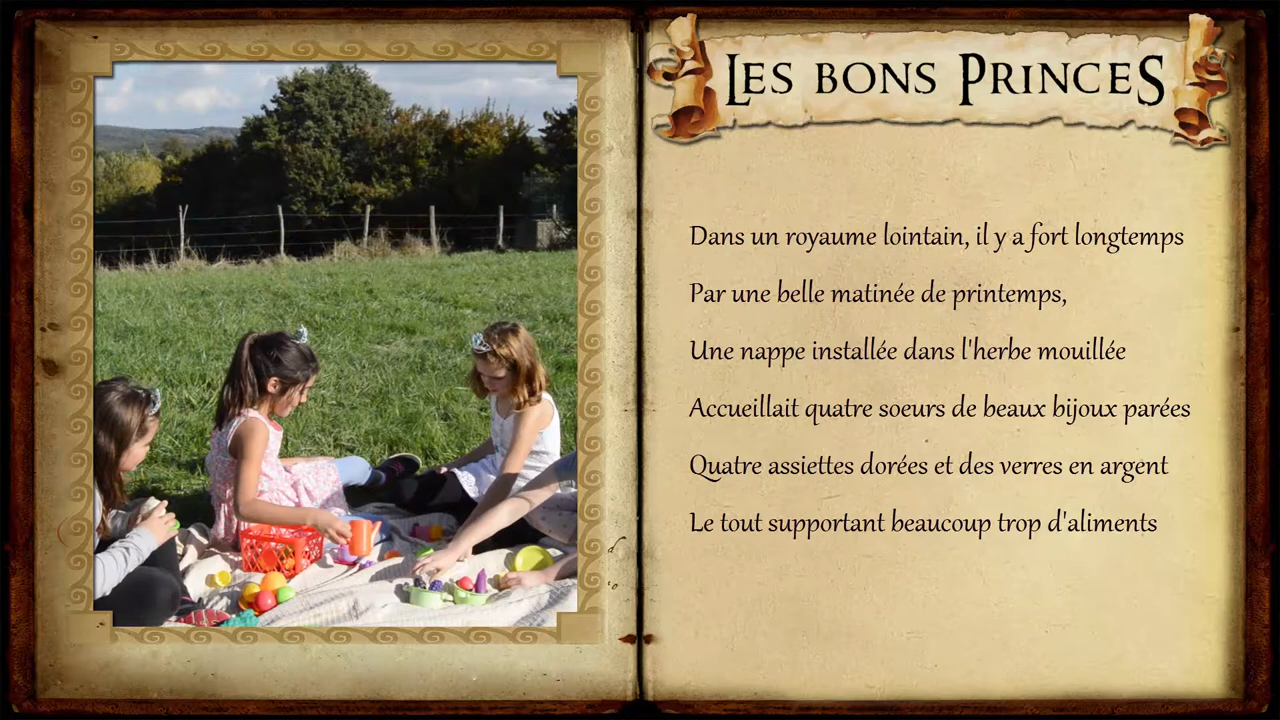 Les bons Princes
Dans un royaume lointain, il y a fort longtemps
Par une belle matinée de printemps,
Une nappe installée dans l'herbe mouillée
Accueillait quatre soeurs de beaux bijoux parées
Quatre assiettes dorées et des verres en argent
Le tout supportant beaucoup trop d'aliments